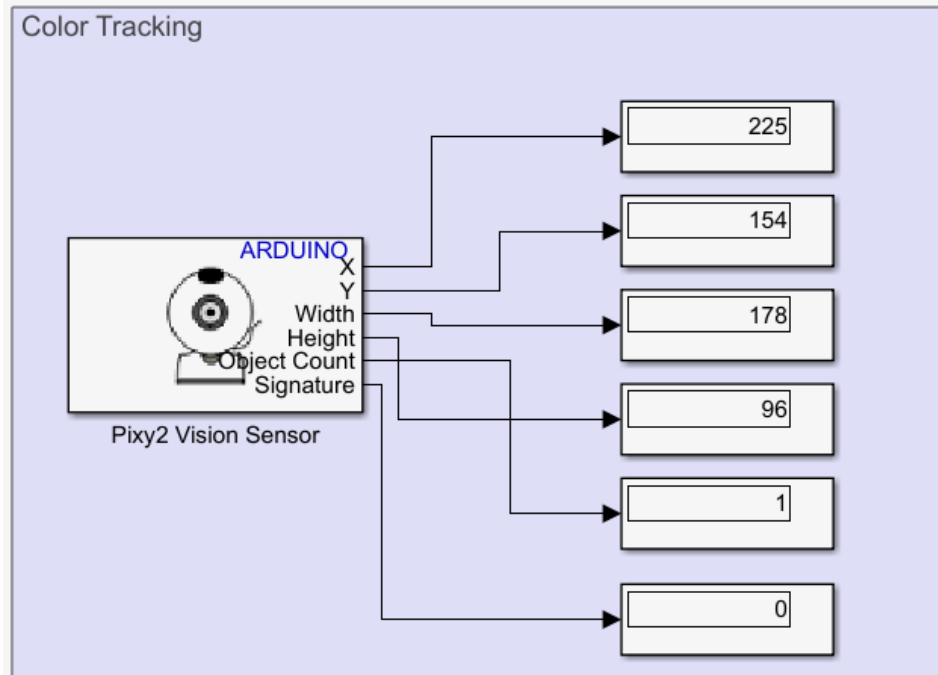 Color Tracking
ARDUINO
X
Y
Width
Height
Object Count
Signature
Pixy2 Vision Sensor
225
154
178
96
1
0